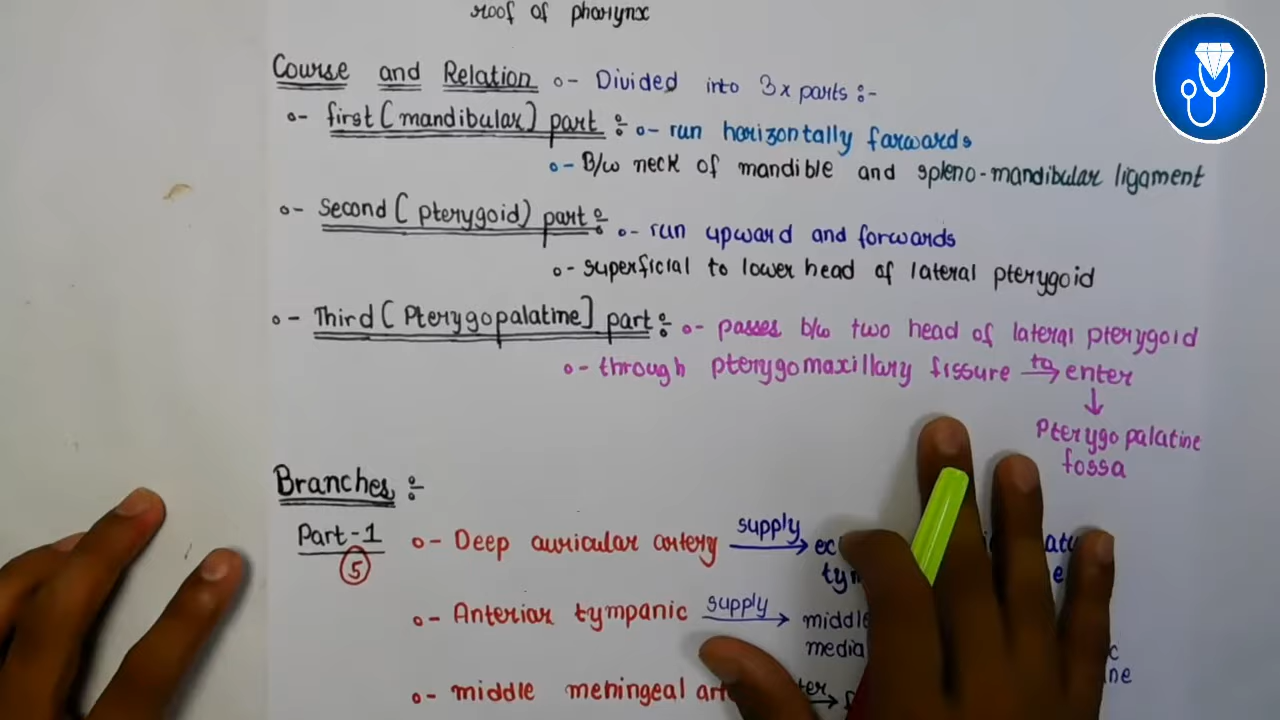 roof of pharynx
Course and Relation o- Divided into 3x parts :-
o- first (mandibular) part :- o- run horizontally farwards
o- B/w neck of mandible and spleno-mandibular ligament
o- Second (pterygoid) part :- o- run upward and forwards
o- superficial to lower head of lateral pterygoid
o- Third [Pterygopalatine] part :- o- passes b/w two head of lateral pterygoid
o- through pterygomaxillary fissure to → enter
↓
Pterygopalatine
fossa
Branches :-
Part-1 o- Deep auricular artery supply →
5
o- Anterior tympanic supply → middle
media
o- middle meningeal